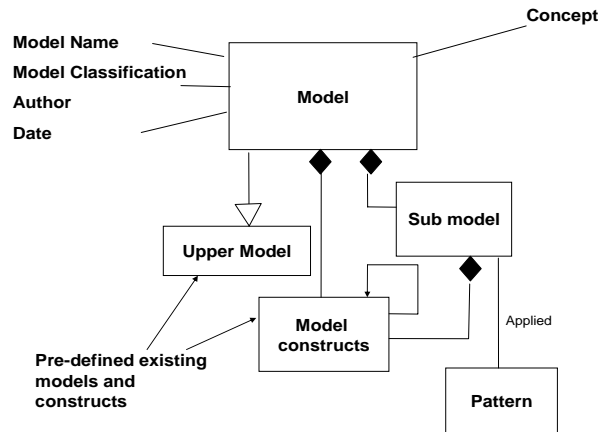 Concept
Model Name
Model Classification
Author
Date
Model
Sub model
Upper Model
Model
constructs
Applied
Pre-defined existing
models and
constructs
Pattern